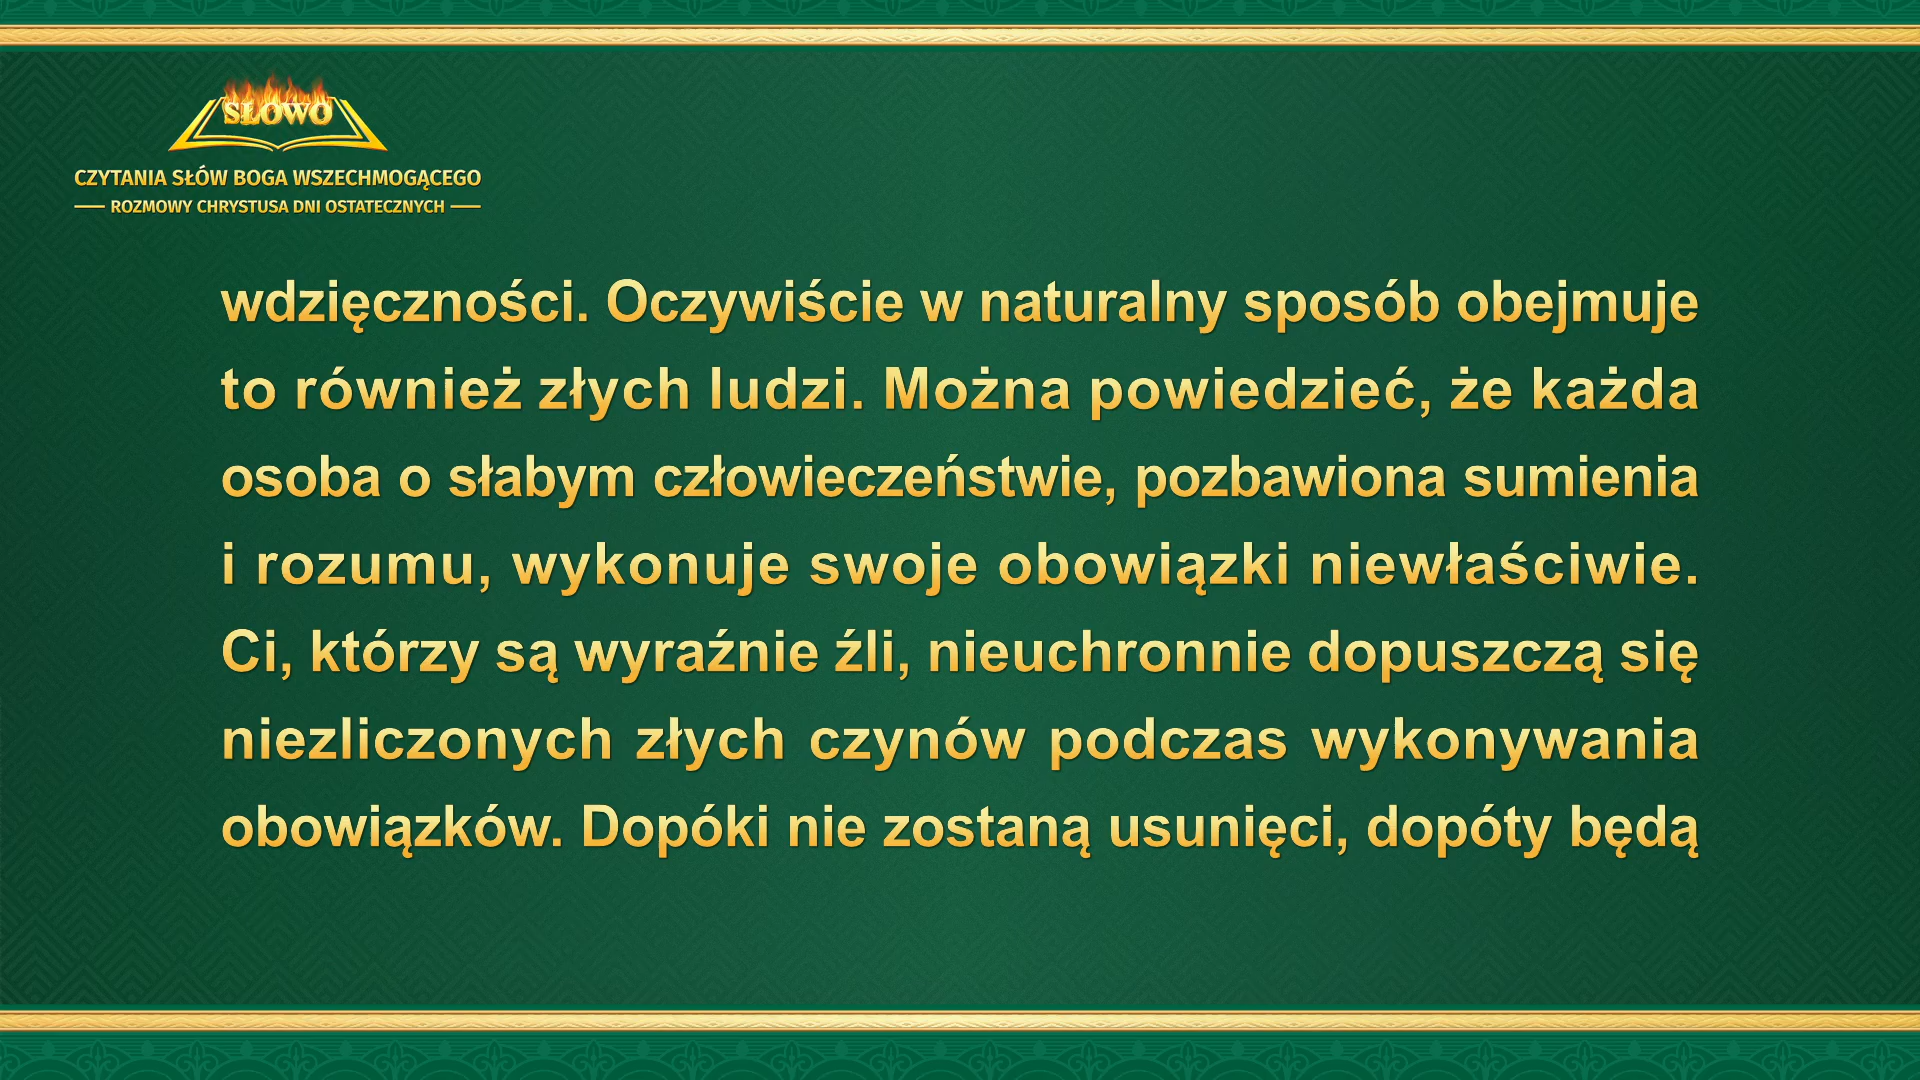 SŁOWO
CZYTANIA SŁÓW BOGA WSZECHMOGĄCEGO
ROZMOWY CHRYSTUSA DNI OSTATECZNYCH
wdzięczności. Oczywiście w naturalny sposób obejmuje
to również złych ludzi. Można powiedzieć, że każda
osoba o słabym człowieczeństwie, pozbawiona sumienia
i rozumu, wykonuje swoje obowiązki niewłaściwie.
Ci, którzy są wyraźnie źli, nieuchronnie dopuszczą się
niezliczonych złych czynów podczas wykonywania
obowiązków. Dopóki nie zostaną usunięci, dopóty będą